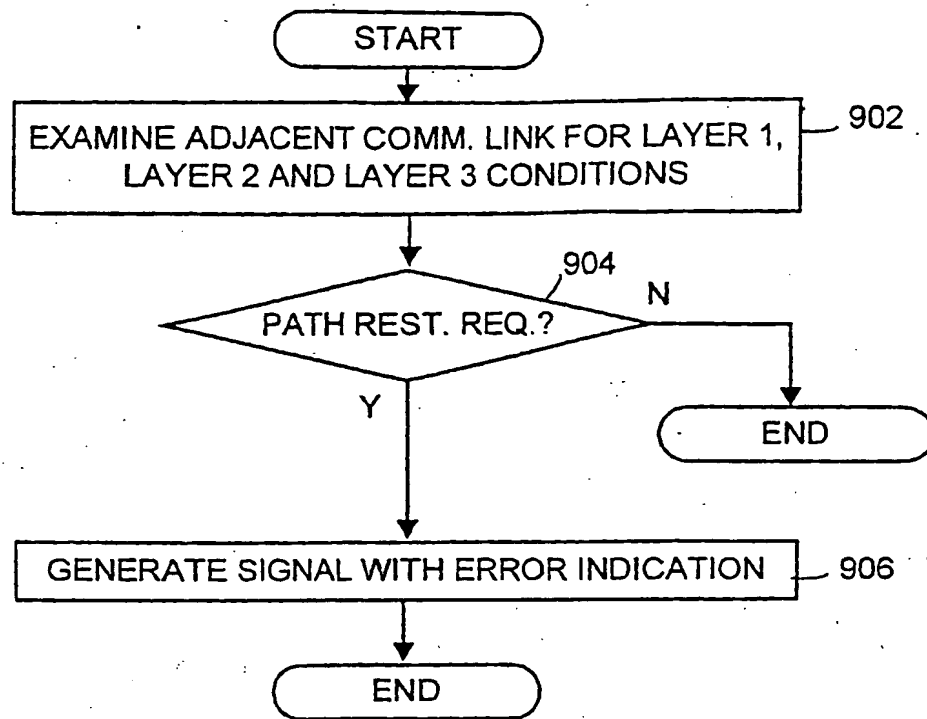 START
EXAMINE ADJACENT COMM. LINK FOR LAYER 1,
LAYER 2 AND LAYER 3 CONDITIONS
902
904
PATH REST. REQ.?
N
Y
END
GENERATE SIGNAL WITH ERROR INDICATION
906
END